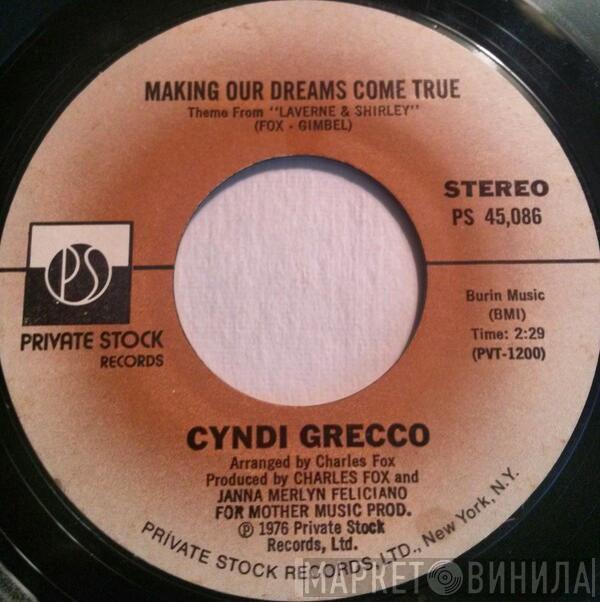 MAKING OUR DREAMS COME TRUE
Theme From "LAVERNE & SHIRLEY"
(FOX - GIMBEL)
STEREO
PS 45,086
PS
PRIVATE STOCK
RECORDS
Burin Music
(BMI)
Time: 2:29
(PVT-1200)
CYNDI GRECCO
Arranged by Charles Fox
Produced by CHARLES FOX and
JANNA MERLYN FELICIANO
FOR MOTHER MUSIC PROD.
℗ 1976 Private Stock
Records, Ltd.
PRIVATE STOCK RECORDS, LTD., New York, N.Y.
МАРКЕТ ВИНИЛА